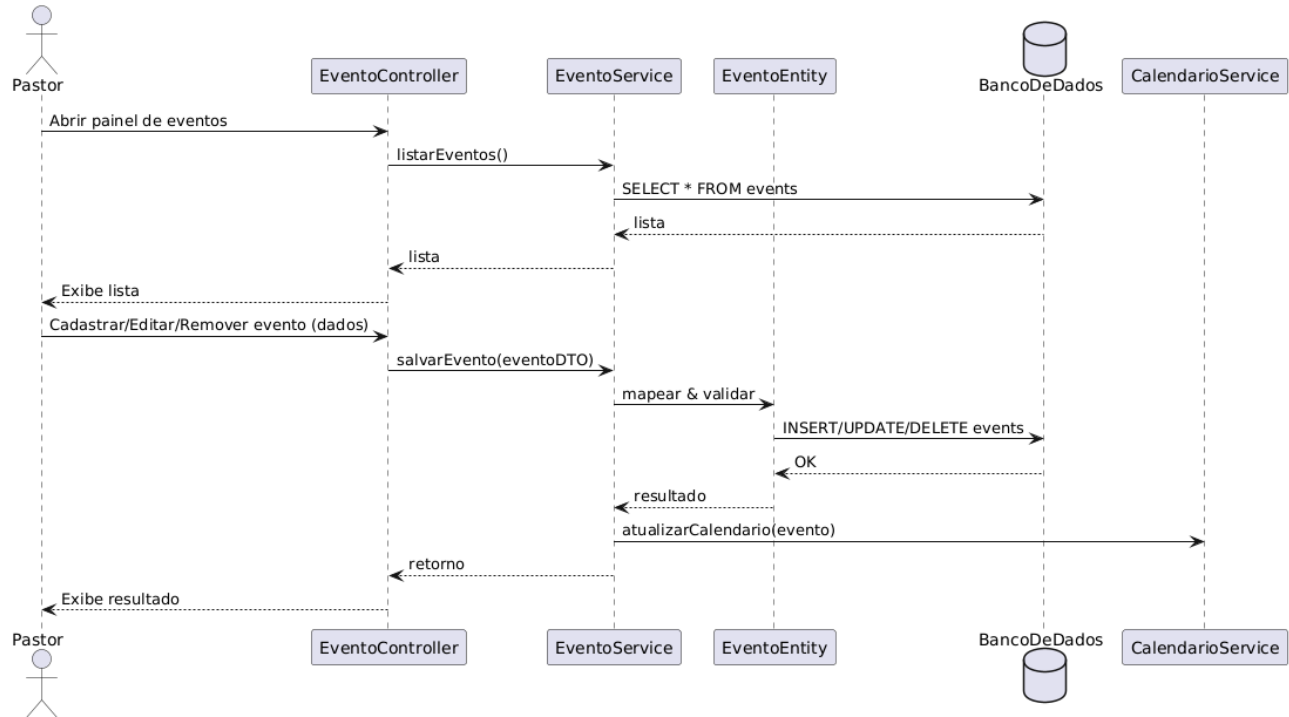 Pastor
EventoController
EventoService
EventoEntity
BancoDeDados
CalendarioService
Abrir painel de eventos
listarEventos()
SELECT * FROM events
lista
lista
Exibe lista
Cadastrar/Editar/Remover evento (dados)
salvarEvento(eventoDTO)
mapear & validar
INSERT/UPDATE/DELETE events
OK
resultado
atualizarCalendario(evento)
retorno
Exibe resultado
Pastor
EventoController
EventoService
EventoEntity
BancoDeDados
CalendarioService